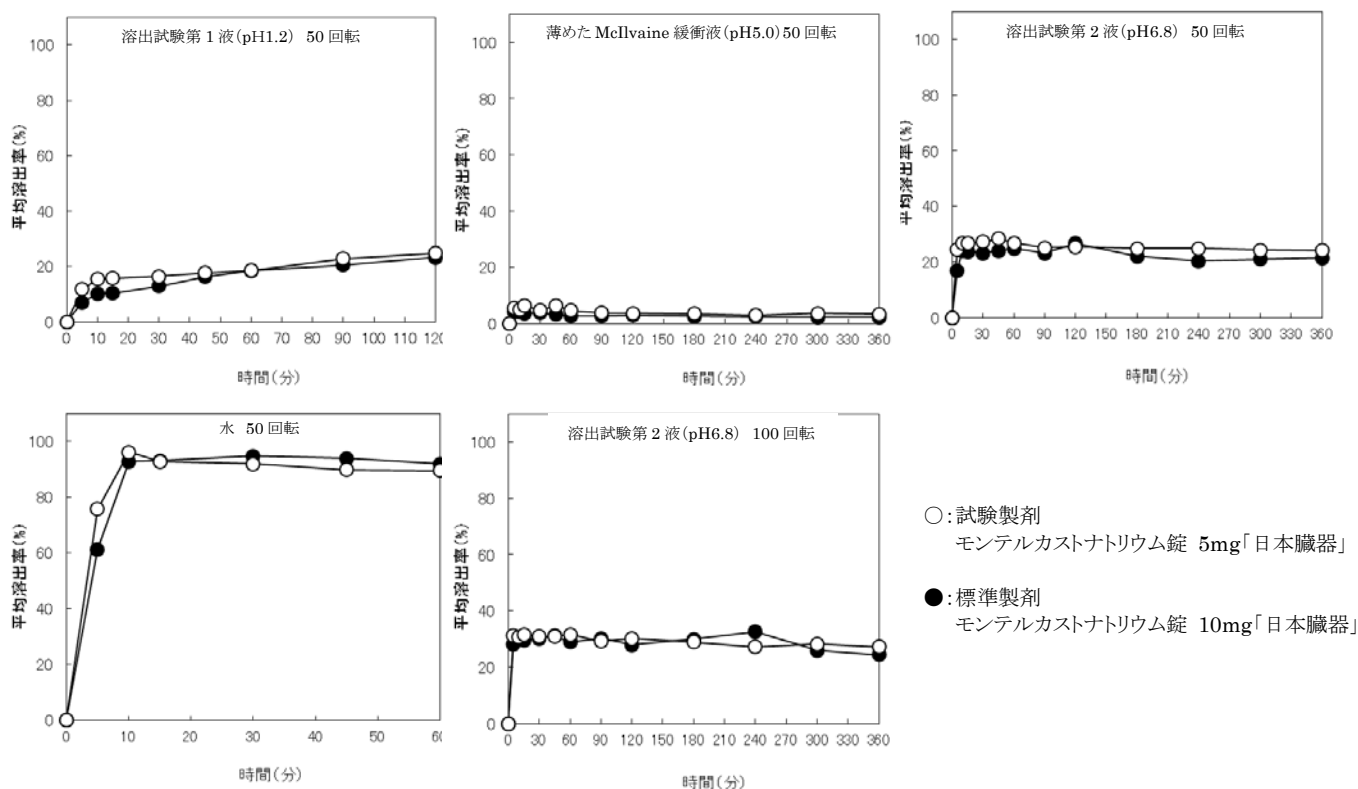 溶出試験第1液(pH1.2) 50回転
平均溶出率(%)
100
80
60
40
20
0
0 10 20 30 40 50 60 70 80 90 100 110 120
時間(分)
薄めたMcIlvaine緩衝液(pH5.0)50回転
平均溶出率(%)
100
80
60
40
20
0
0 30 60 90 120 150 180 210 240 270 300 330 360
時間(分)
溶出試験第2液(pH6.8) 50回転
平均溶出率(%)
100
80
60
40
20
0
0 30 60 90 120 150 180 210 240 270 300 330 360
時間(分)
水 50回転
平均溶出率(%)
100
80
60
40
20
0
0 10 20 30 40 50 60
時間(分)
溶出試験第2液(pH6.8) 100回転
平均溶出率(%)
100
80
60
40
20
0
0 30 60 90 120 150 180 210 240 270 300 330 360
時間(分)
○:試験製剤
モンテルカストナトリウム錠 5mg「日本臓器」
●:標準製剤
モンテルカストナトリウム錠 10mg「日本臓器」